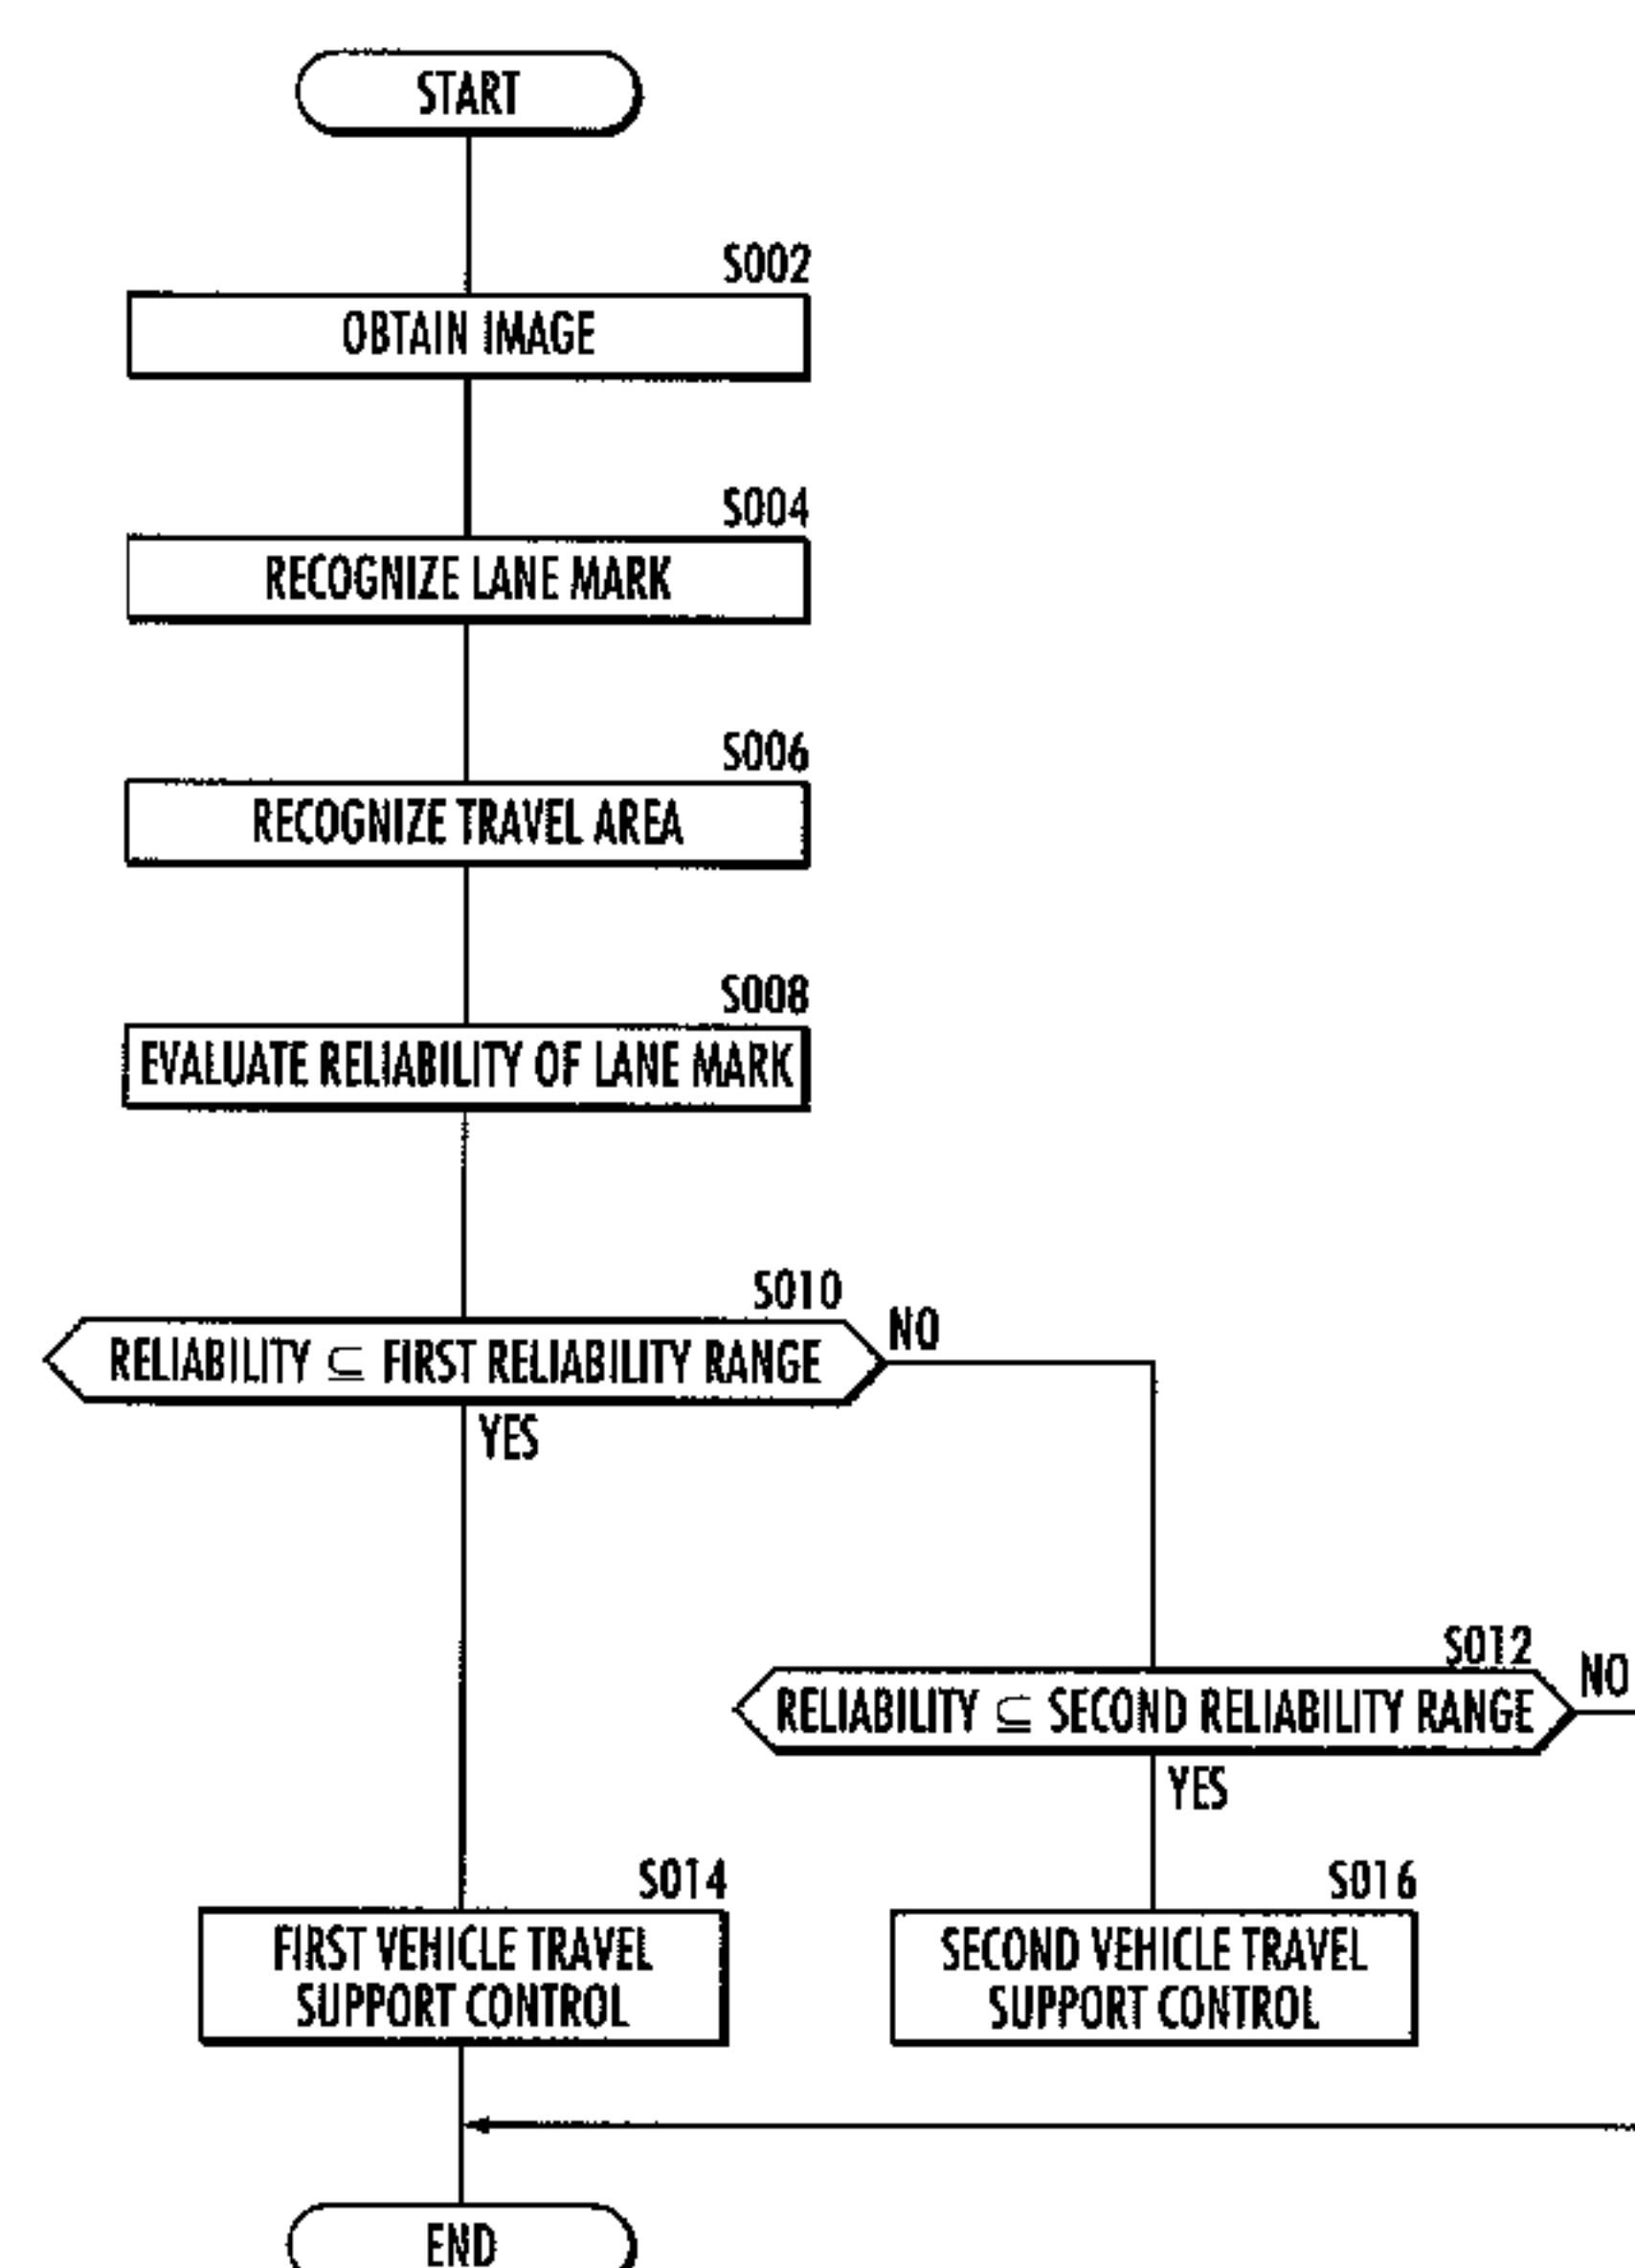 START
S002
OBTAIN IMAGE
S004
RECOGNIZE LANE MARK
S006
RECOGNIZE TRAVEL AREA
S008
EVALUATE RELIABILITY OF LANE MARK
S010
RELIABILITY ⊆ FIRST RELIABILITY RANGE
NO
YES
S012
RELIABILITY ⊆ SECOND RELIABILITY RANGE
NO
YES
S014
FIRST VEHICLE TRAVEL
SUPPORT CONTROL
S016
SECOND VEHICLE TRAVEL
SUPPORT CONTROL
END